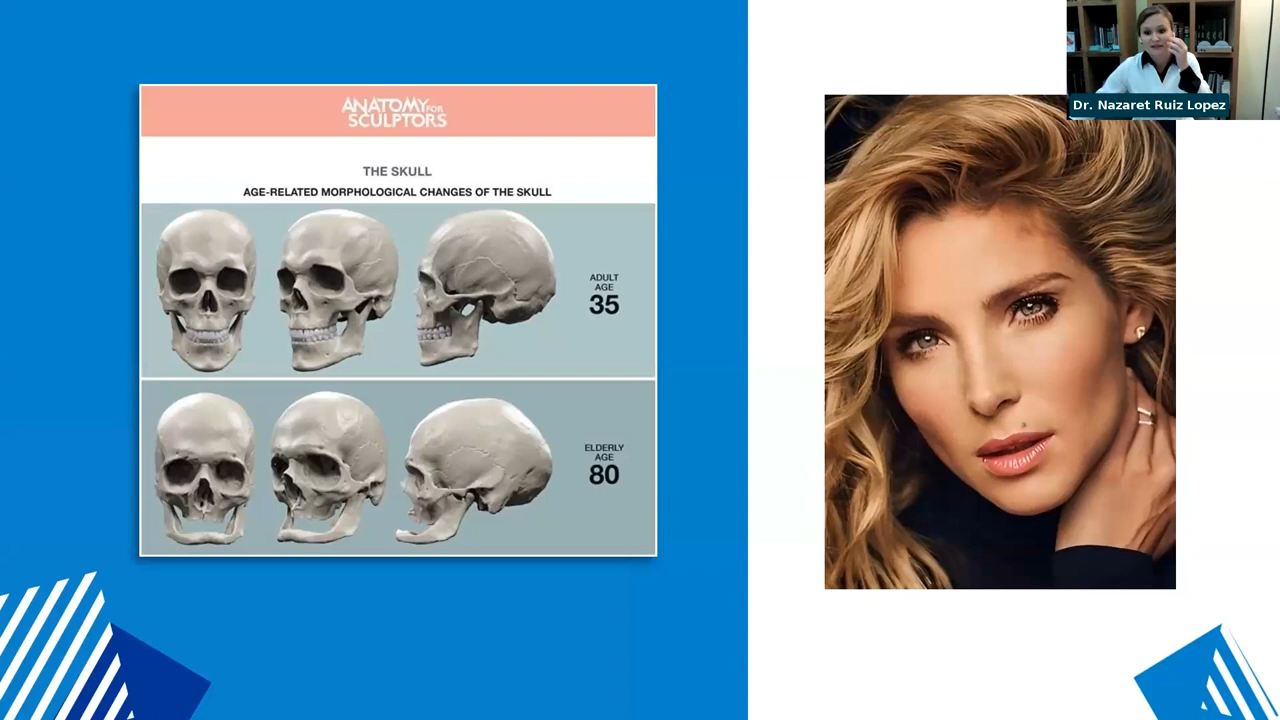 ANATOMY FOR
SCULPTORS
THE SKULL
AGE-RELATED MORPHOLOGICAL CHANGES OF THE SKULL
ADULT
AGE
35
ELDERLY
AGE
80
Dr. Nazaret Ruiz Lopez